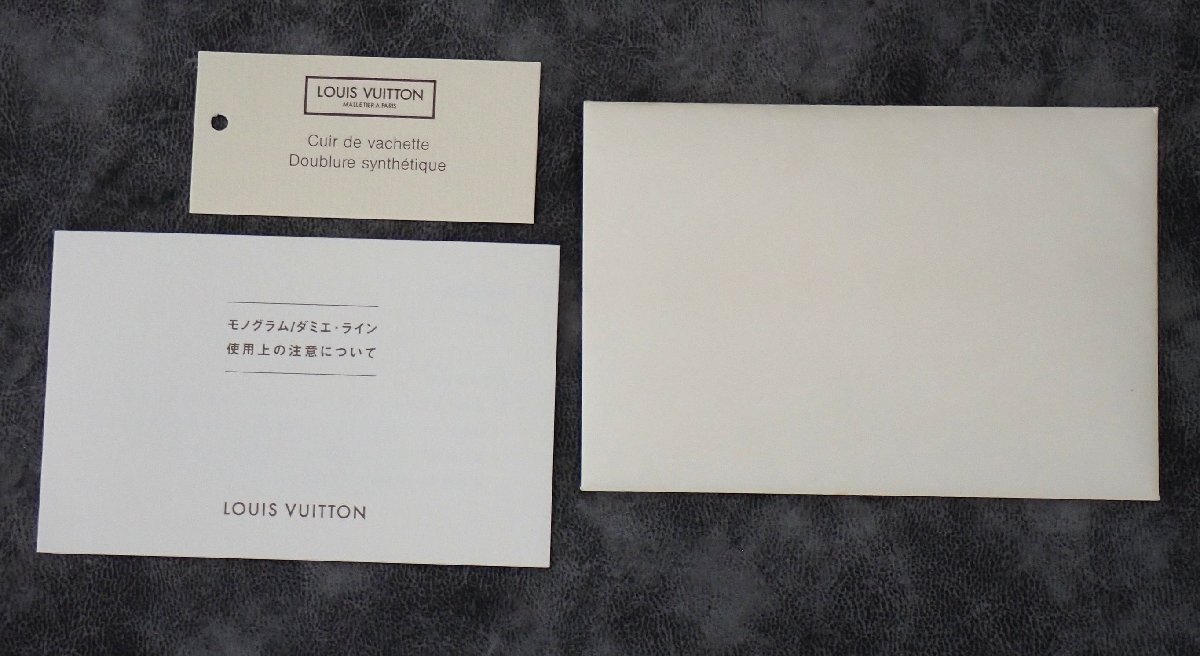 LOUIS VUITTON
MALLETIER A PARIS
Cuir de vachette
Doublure synthétique
モノグラム/ダミエ・ライン
使用上の注意について
LOUIS VUITTON